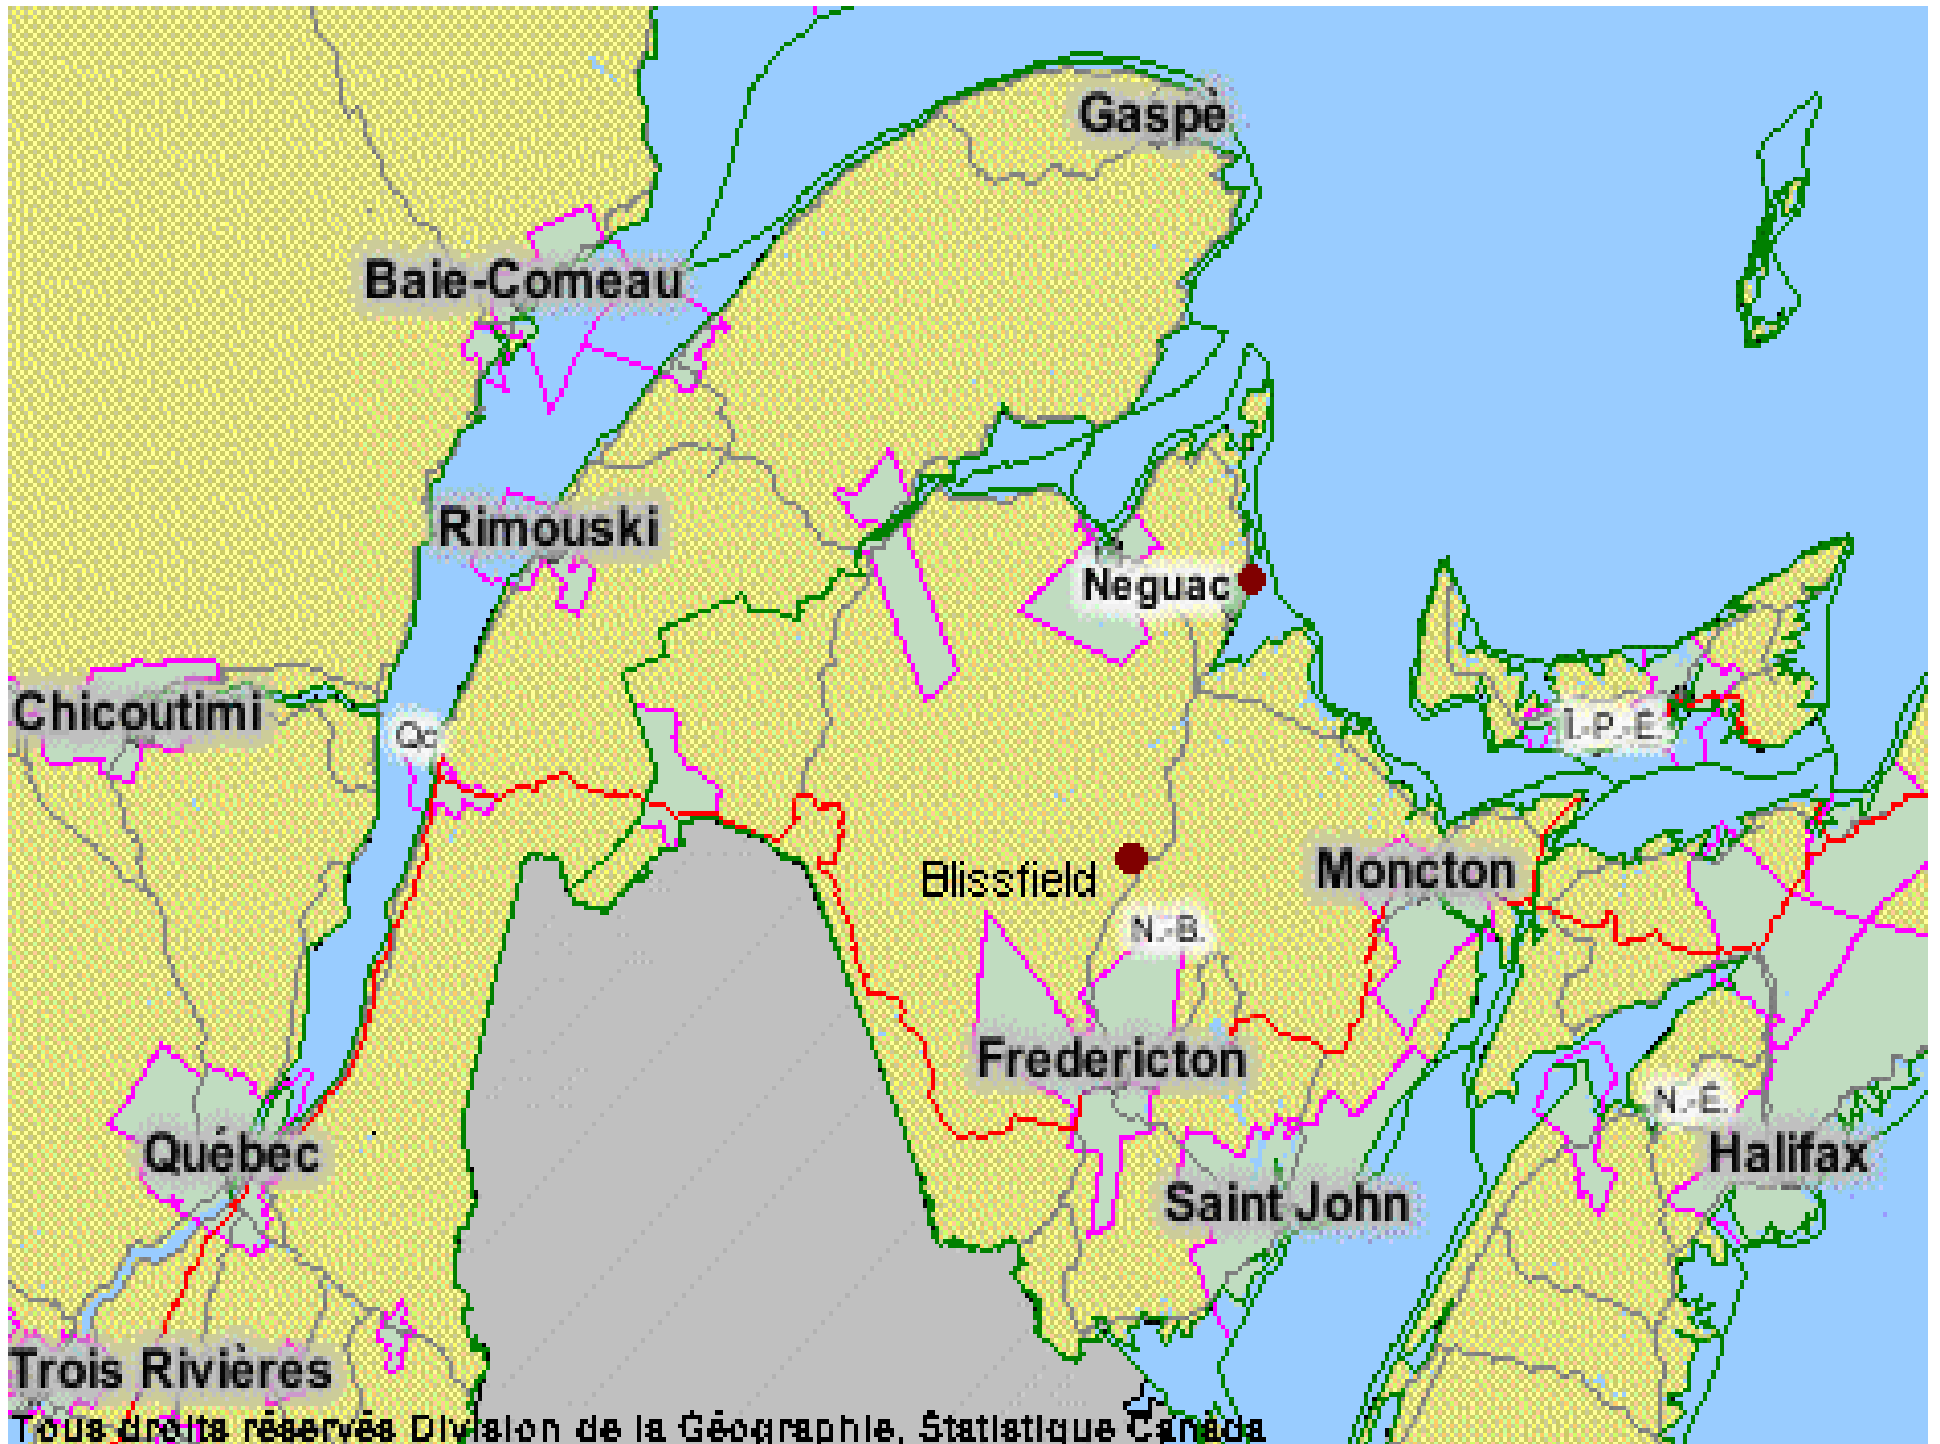 Gaspé
Baie-Comeau
Rimouski
Neguac
Chicoutimi
Qc
Î.-P.-É.
Blissfield
Moncton
N.-B.
Fredericton
N.-É.
Québec
Halifax
Saint John
Trois Rivières
Tous droits réservés Division de la Géographie, Statistique Canada